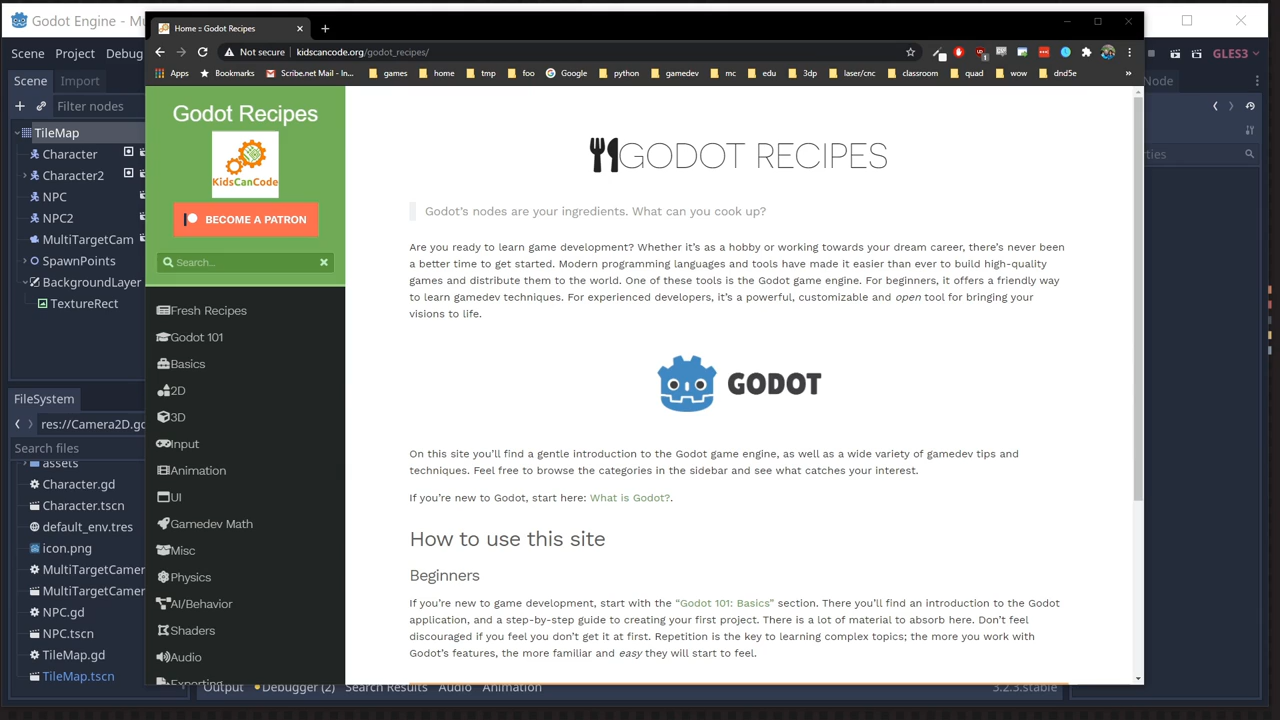 Godot Engine - Mu
Home :: Godot Recipes
Not secure
kidscancode.org/godot_recipes/
Apps
Bookmarks
Scribe.net Mail - In...
games
home
tmp
foo
Google
python
gamedev
mc
edu
3dp
laser/cnc
classroom
quad
wow
dnd5e
»
Scene
Project
Debug
GLES3
Scene
Import
Node
Filter nodes
TileMap
Character
Character2
NPC
NPC2
MultiTargetCam
SpawnPoints
BackgroundLayer
TextureRect
FileSystem
res://Camera2D.gd
Search files
assets
Character.gd
Character.tscn
default_env.tres
icon.png
MultiTargetCamer
MultiTargetCamer
NPC.gd
NPC.tscn
TileMap.gd
TileMap.tscn
Godot Recipes
KidsCanCode
BECOME A PATRON
Search...
Fresh Recipes
Godot 101
Basics
2D
3D
Input
Animation
UI
Gamedev Math
Misc
Physics
AI/Behavior
Shaders
Audio
Exporting
GODOT RECIPES
Godot’s nodes are your ingredients. What can you cook up?
Are you ready to learn game development? Whether it’s as a hobby or working towards your dream career, there’s never been
a better time to get started. Modern programming languages and tools have made it easier than ever to build high-quality
games and distribute them to the world. One of these tools is the Godot game engine. For beginners, it offers a friendly way
to learn gamedev techniques. For experienced developers, it’s a powerful, customizable and open tool for bringing your
visions to life.
GODOT
On this site you’ll find a gentle introduction to the Godot game engine, as well as a wide variety of gamedev tips and
techniques. Feel free to browse the categories in the sidebar and see what catches your interest.
If you’re new to Godot, start here: What is Godot?.
How to use this site
Beginners
If you’re new to game development, start with the “Godot 101: Basics” section. There you’ll find an introduction to the Godot
application, and a step-by-step guide to creating your first project. There is a lot of material to absorb here. Don’t feel
discouraged if you feel you don’t get it at first. Repetition is the key to learning complex topics; the more you work with
Godot’s features, the more familiar and easy they will start to feel.
perties
Output
Debugger (2)
Search Results
Audio
Animation
3.2.3.stable